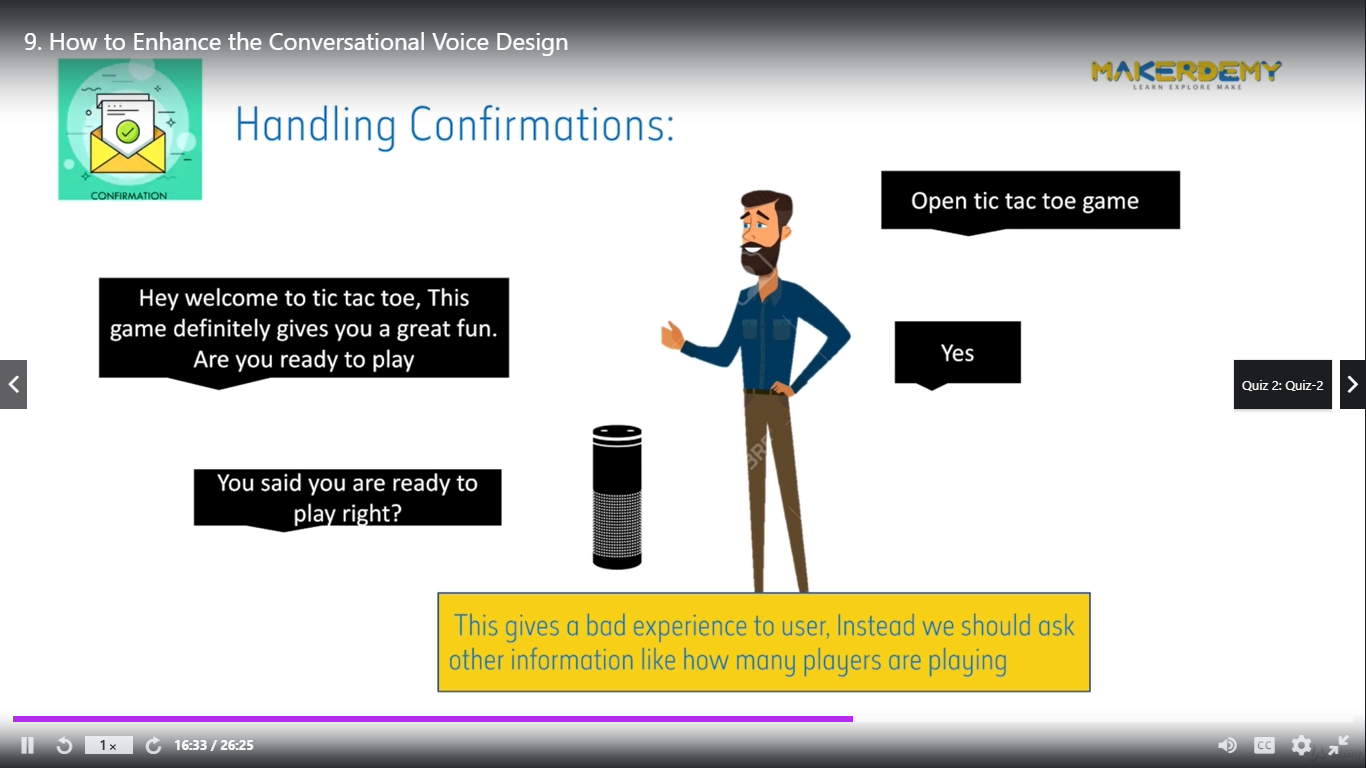 9. How to Enhance the Conversational Voice Design
MAKERDEMY
LEARN EXPLORE MAKE
CONFIRMATION
Handling Confirmations:
Open tic tac toe game
Hey welcome to tic tac toe, This
game definitely gives you a great fun.
Are you ready to play
Yes
Quiz 2: Quiz-2
You said you are ready to
play right?
This gives a bad experience to user, Instead we should ask
other information like how many players are playing
1x
16:33 / 26:25
CC